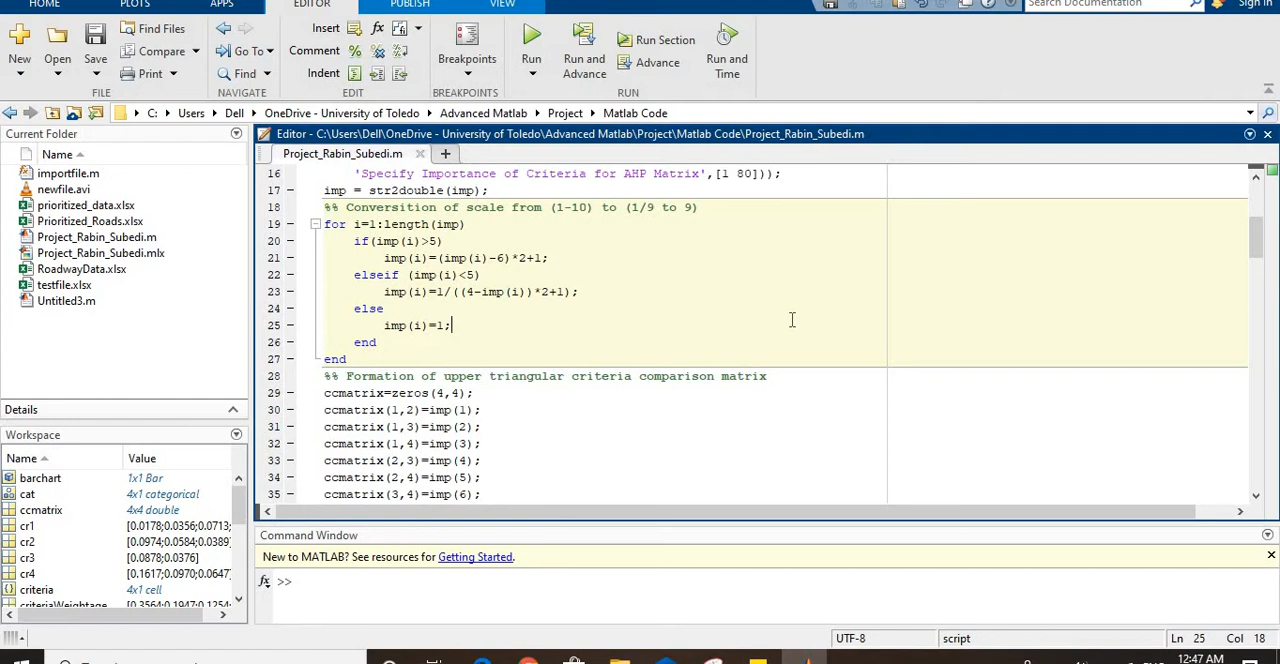 HOME PLOTS APPS EDITOR PUBLISH VIEW Search Documentation Sign In
New Open Save Find Files Compare Print
Go To Find
Insert Comment Indent
Breakpoints Run Run and Advance Run Section Advance Run and Time
FILE NAVIGATE EDIT BREAKPOINTS RUN
C: Users Dell OneDrive - University of Toledo Advanced Matlab Project Matlab Code
Current Folder
Name
importfile.m
newfile.avi
prioritized_data.xlsx
Prioritized_Roads.xlsx
Project_Rabin_Subedi.m
Project_Rabin_Subedi.mlx
RoadwayData.xlsx
testfile.xlsx
Untitled3.m
Details
Workspace
Name Value
barchart 1x1 Bar
cat 4x1 categorical
ccmatrix 4x4 double
cr1 [0.0178;0.0356;0.0713;
cr2 [0.0974;0.0584;0.0389;
cr3 [0.0878;0.0376]
cr4 [0.1617;0.0970;0.0647;
criteria 4x1 cell
criteriaWeightage [0.3564;0.1947;0.1254;
Editor - C:\Users\Dell\OneDrive - University of Toledo\Advanced Matlab\Project\Matlab Code\Project_Rabin_Subedi.m
Project_Rabin_Subedi.m
16 'Specify Importance of Criteria for AHP Matrix',[1 80]));
17 imp = str2double(imp);
18 %% Conversition of scale from (1-10) to (1/9 to 9)
19 for i=1:length(imp)
20 if(imp(i)>5)
21 imp(i)=(imp(i)-6)*2+1;
22 elseif (imp(i)<5)
23 imp(i)=1/((4-imp(i))*2+1);
24 else
25 imp(i)=1;
26 end
27 end
28 %% Formation of upper triangular criteria comparison matrix
29 ccmatrix=zeros(4,4);
30 ccmatrix(1,2)=imp(1);
31 ccmatrix(1,3)=imp(2);
32 ccmatrix(1,4)=imp(3);
33 ccmatrix(2,3)=imp(4);
34 ccmatrix(2,4)=imp(5);
35 ccmatrix(3,4)=imp(6);
Command Window
New to MATLAB? See resources for Getting Started.
fx >>
UTF-8 script Ln 25 Col 18
12:47 AM